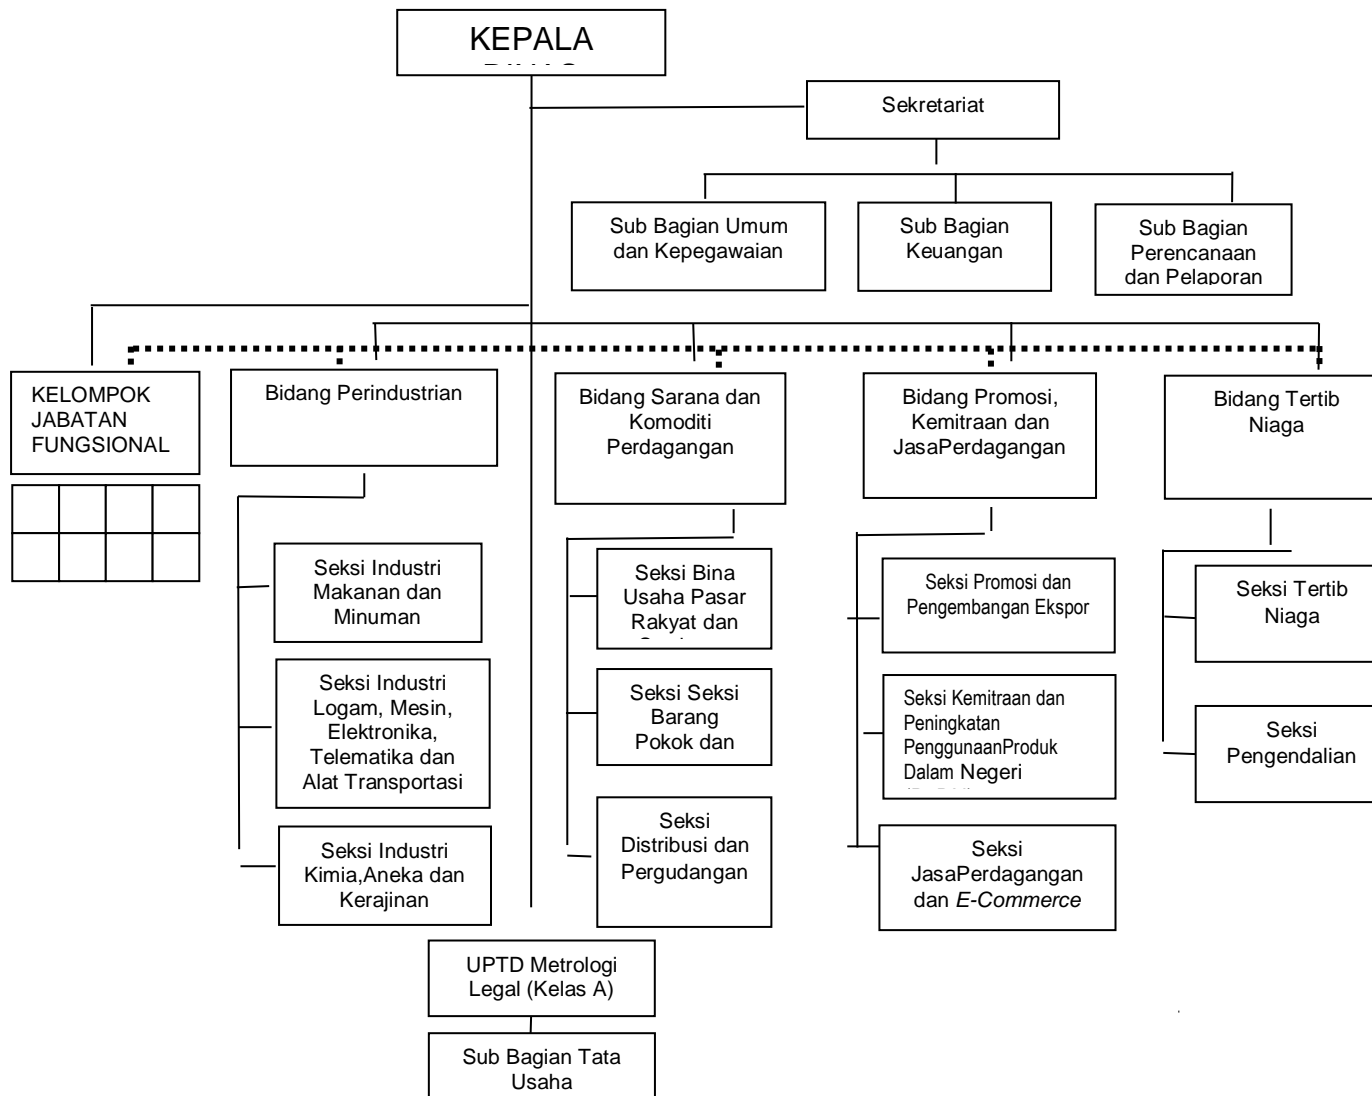 KEPALA
Sekretariat
Sub Bagian Umum
dan Kepegawaian
Sub Bagian
Keuangan
Sub Bagian
Perencanaan
dan Pelaporan
KELOMPOK
JABATAN
FUNGSIONAL
Bidang Perindustrian
Bidang Sarana dan
Komoditi
Perdagangan
Bidang Promosi,
Kemitraan dan
JasaPerdagangan
Bidang Tertib
Niaga
Seksi Industri
Makanan dan
Minuman
Seksi Bina
Usaha Pasar
Rakyat dan
Seksi Promosi dan
Pengembangan Ekspor
Seksi Tertib
Niaga
Seksi Industri
Logam, Mesin,
Elektronika,
Telematika dan
Alat Transportasi
Seksi Seksi
Barang
Pokok dan
Seksi Kemitraan dan
Peningkatan
PenggunaanProduk
Dalam Negeri
Seksi
Pengendalian
Seksi Industri
Kimia,Aneka dan
Kerajinan
Seksi
Distribusi dan
Pergudangan
Seksi
JasaPerdagangan
dan E-Commerce
UPTD Metrologi
Legal (Kelas A)
Sub Bagian Tata
Usaha